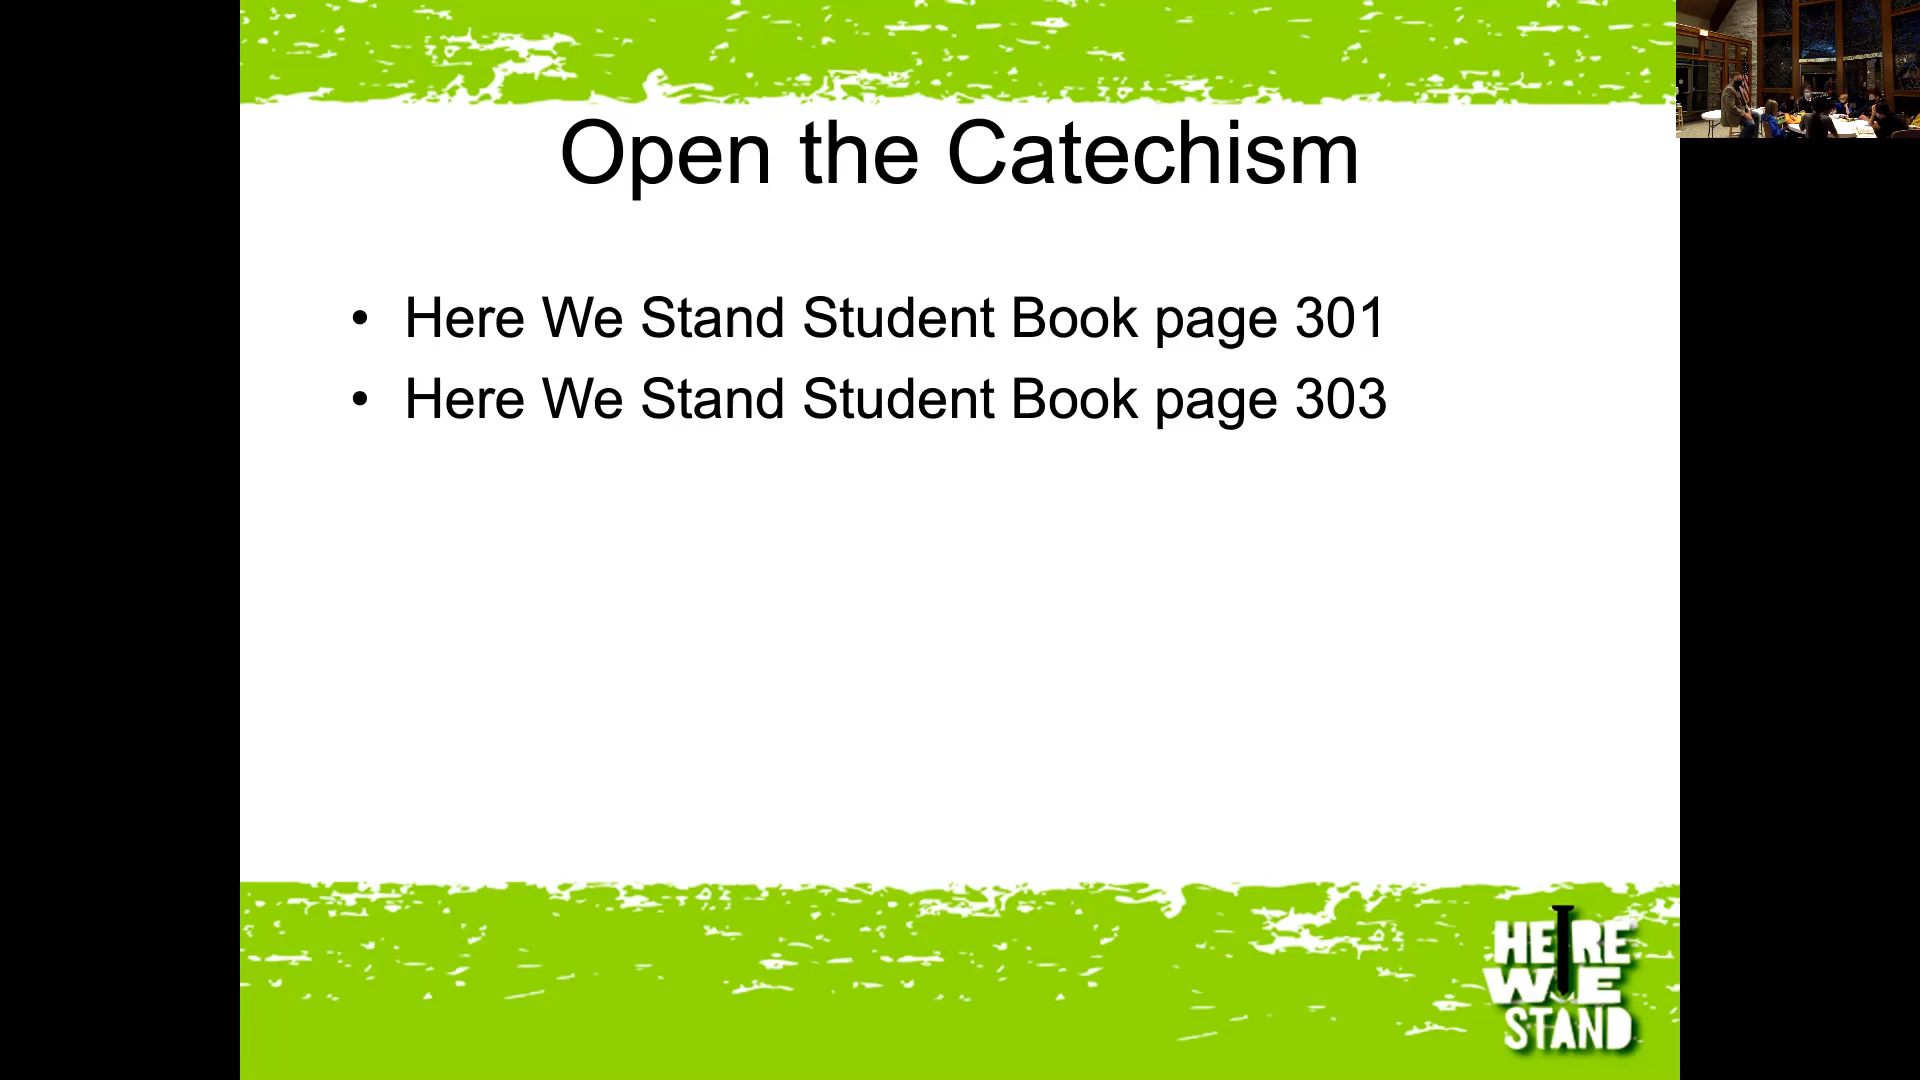 Open the Catechism
• Here We Stand Student Book page 301
• Here We Stand Student Book page 303
HERE
WE
STAND